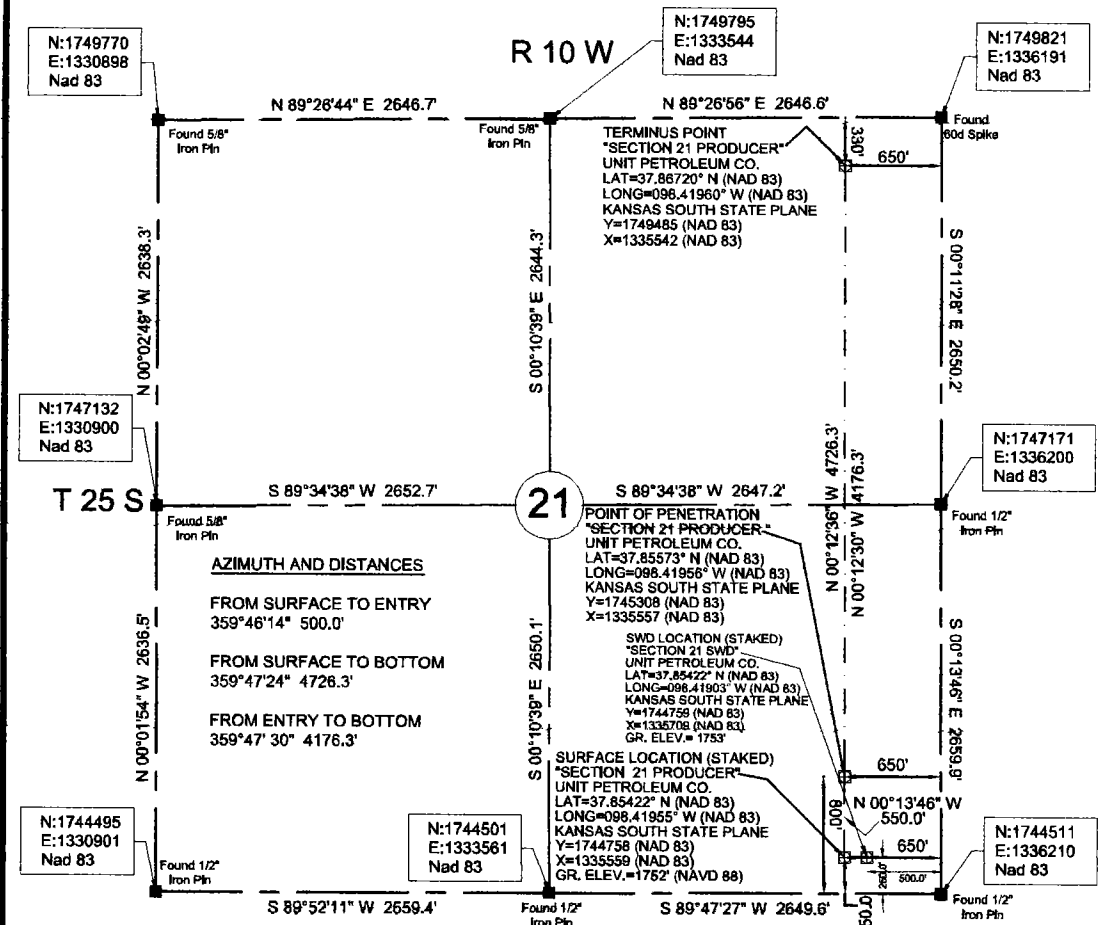 N:1749770
E:1330898
Nad 83
R 10 W
N:1749795
E:1333544
Nad 83
N:1749821
E:1336191
Nad 83
N 89°26'44" E 2646.7'
N 89°26'56" E 2646.6'
Found 5/8"
Iron Pin
Found 5/8"
Iron Pin
Found
60d Spike
TERMINUS POINT
"SECTION 21 PRODUCER"
UNIT PETROLEUM CO.
LAT=37.86720° N (NAD 83)
LONG=098.41960° W (NAD 83)
KANSAS SOUTH STATE PLANE
Y=1749485 (NAD 83)
X=1335542 (NAD 83)
330'
650'
N 00°02'49" W 2638.3'
S 00°10'39" E 2644.3'
S 00°11'28" E 2650.2'
N:1747132
E:1330900
Nad 83
N:1747171
E:1336200
Nad 83
T 25 S
S 89°34'38" W 2652.7'
21
S 89°34'38" W 2647.2'
Found 5/8"
Iron Pin
Found 1/2"
Iron Pin
N 00°12'36" W 4726.3'
N 00°12'30" W 4176.3'
AZIMUTH AND DISTANCES
FROM SURFACE TO ENTRY
359°46'14" 500.0'
FROM SURFACE TO BOTTOM
359°47'24" 4726.3'
FROM ENTRY TO BOTTOM
359°47' 30" 4176.3'
POINT OF PENETRATION
"SECTION 21 PRODUCER"
UNIT PETROLEUM CO.
LAT=37.85573° N (NAD 83)
LONG=098.41956° W (NAD 83)
KANSAS SOUTH STATE PLANE
Y=1745308 (NAD 83)
X=1335557 (NAD 83)
SWD LOCATION (STAKED)
"SECTION 21 SWD"
UNIT PETROLEUM CO.
LAT=37.85422° N (NAD 83)
LONG=098.41903° W (NAD 83)
KANSAS SOUTH STATE PLANE
Y=1744759 (NAD 83)
X=1335709 (NAD 83)
GR. ELEV.= 1753'
SURFACE LOCATION (STAKED)
"SECTION 21 PRODUCER"
UNIT PETROLEUM CO.
LAT=37.85422° N (NAD 83)
LONG=098.41955° W (NAD 83)
KANSAS SOUTH STATE PLANE
Y=1744758 (NAD 83)
X=1335559 (NAD 83)
GR. ELEV.=1752' (NAVD 88)
N 00°01'54" W 2636.5'
S 00°10'39" E 2650.1'
S 00°13'46" E 2659.9'
650'
800'
N 00°13'46" W
550.0'
650'
500.0'
N:1744495
E:1330901
Nad 83
N:1744501
E:1333561
Nad 83
N:1744511
E:1336210
Nad 83
Found 1/2"
Iron Pin
S 89°52'11" W 2659.4'
Found 1/2"
Iron Pin
S 89°47'27" W 2649.6'
Found 1/2"
Iron Pin